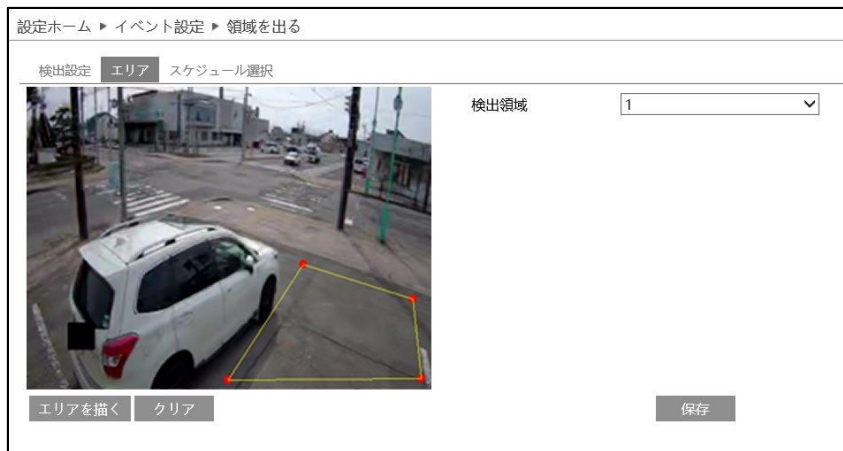 設定ホーム ▶ イベント設定 ▶ 領域を出る
検出設定 エリア スケジュール選択
検出領域 1
エリアを描く クリア 保存